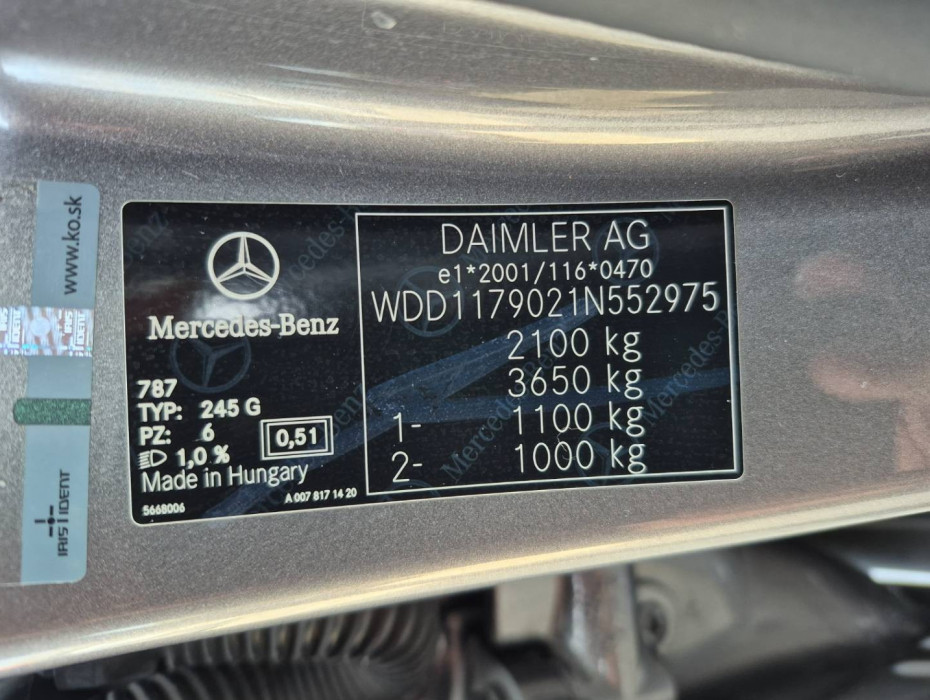 www.ko.sk
IRIS IDENT
Mercedes-Benz
787
TYP: 245 G
PZ: 6
1,0 %
0,51
Made in Hungary
5668006
A 007 817 14 20
DAIMLER AG
e1*2001/116*0470
WDD1179021N552975
2100 kg
3650 kg
1- 1100 kg
2- 1000 kg